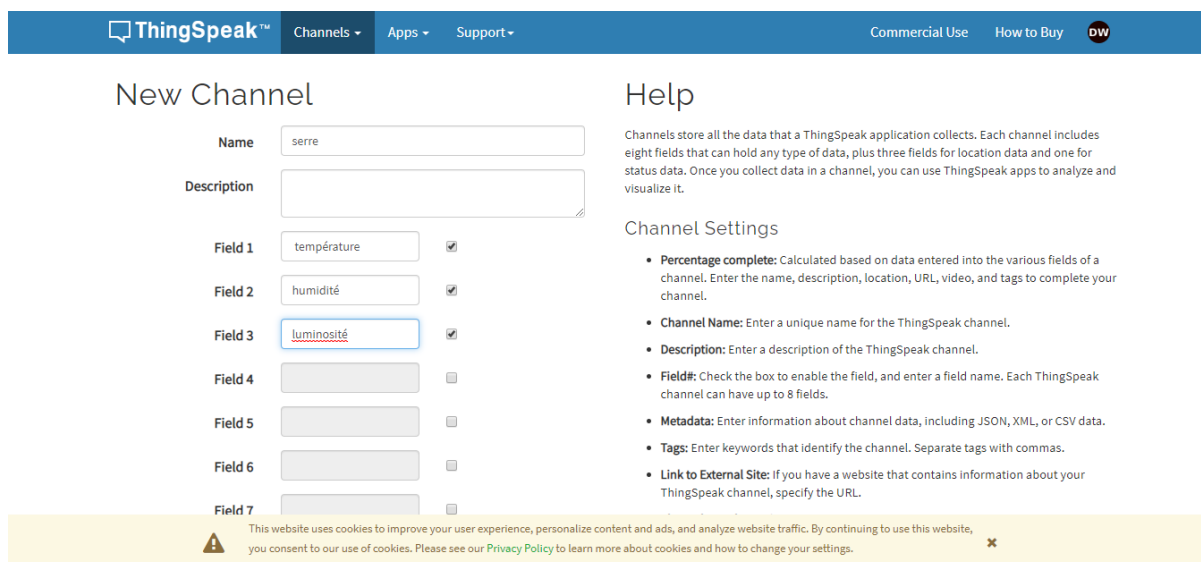 ThingSpeak™ Channels Apps Support Commercial Use How to Buy DW
New Channel
Name serre
Description
Field 1 température
Field 2 humidité
Field 3 luminosité
Field 4
Field 5
Field 6
Field 7
Help
Channels store all the data that a ThingSpeak application collects. Each channel includes
eight fields that can hold any type of data, plus three fields for location data and one for
status data. Once you collect data in a channel, you can use ThingSpeak apps to analyze and
visualize it.
Channel Settings
• Percentage complete: Calculated based on data entered into the various fields of a
channel. Enter the name, description, location, URL, video, and tags to complete your
channel.
• Channel Name: Enter a unique name for the ThingSpeak channel.
• Description: Enter a description of the ThingSpeak channel.
• Field#: Check the box to enable the field, and enter a field name. Each ThingSpeak
channel can have up to 8 fields.
• Metadata: Enter information about channel data, including JSON, XML, or CSV data.
• Tags: Enter keywords that identify the channel. Separate tags with commas.
• Link to External Site: If you have a website that contains information about your
ThingSpeak channel, specify the URL.
This website uses cookies to improve your user experience, personalize content and ads, and analyze website traffic. By continuing to use this website,
you consent to our use of cookies. Please see our Privacy Policy to learn more about cookies and how to change your settings.